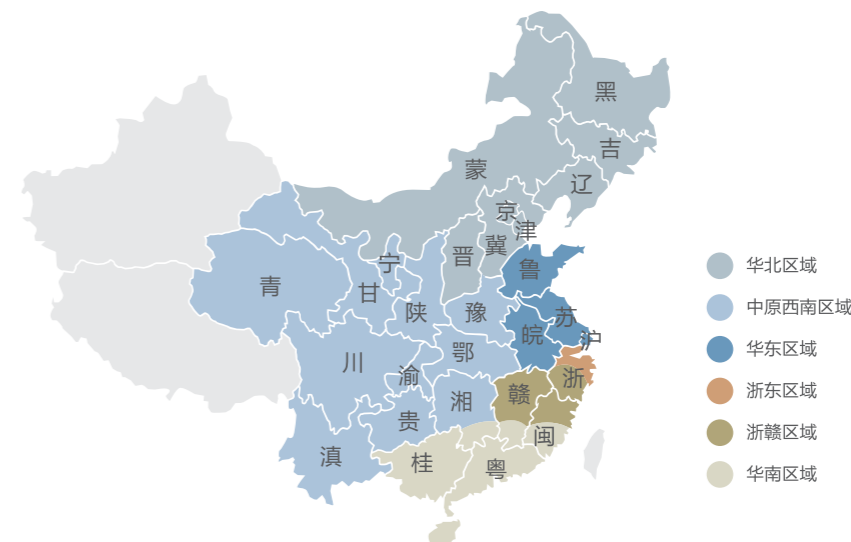 黑
吉
蒙
辽
京
津
冀
晋
宁
鲁
青
甘
陕
豫
苏
皖
沪
川
鄂
渝
浙
赣
湘
贵
闽
滇
桂
粤
华北区域
中原西南区域
华东区域
浙东区域
浙赣区域
华南区域